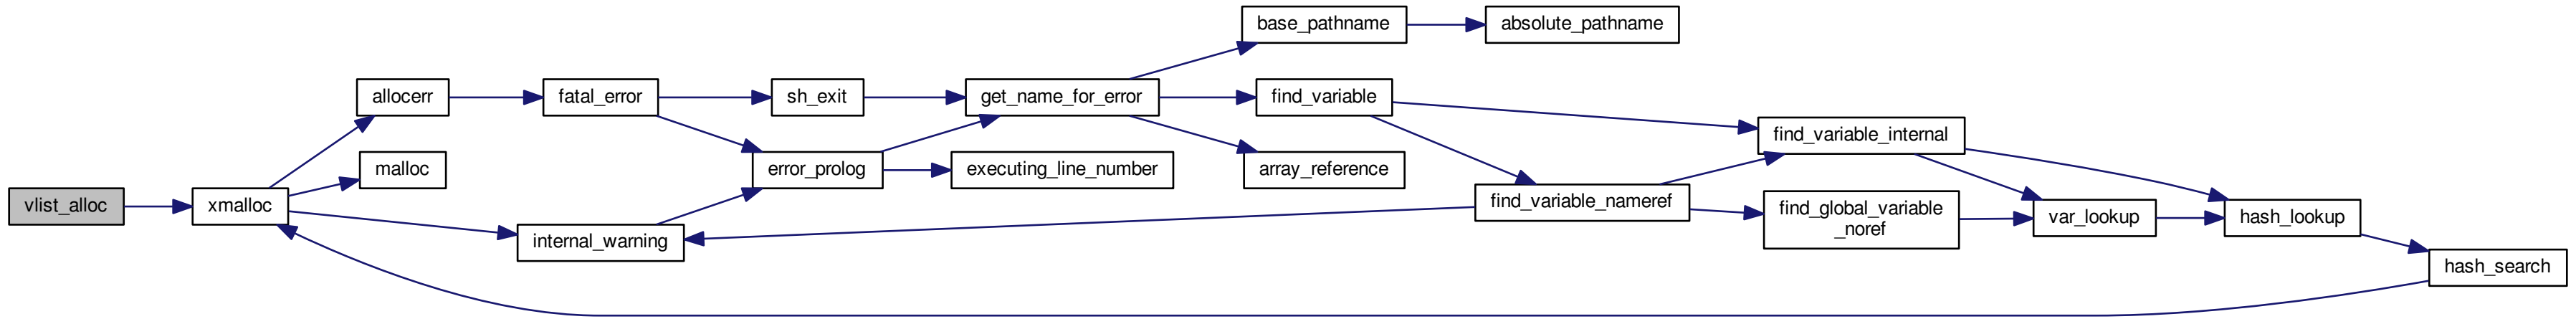 vlist_alloc
xmalloc
allocerr
malloc
internal_warning
fatal_error
sh_exit
error_prolog
get_name_for_error
executing_line_number
base_pathname
absolute_pathname
find_variable
array_reference
find_variable_nameref
find_variable_internal
find_global_variable
_noref
var_lookup
hash_lookup
hash_search